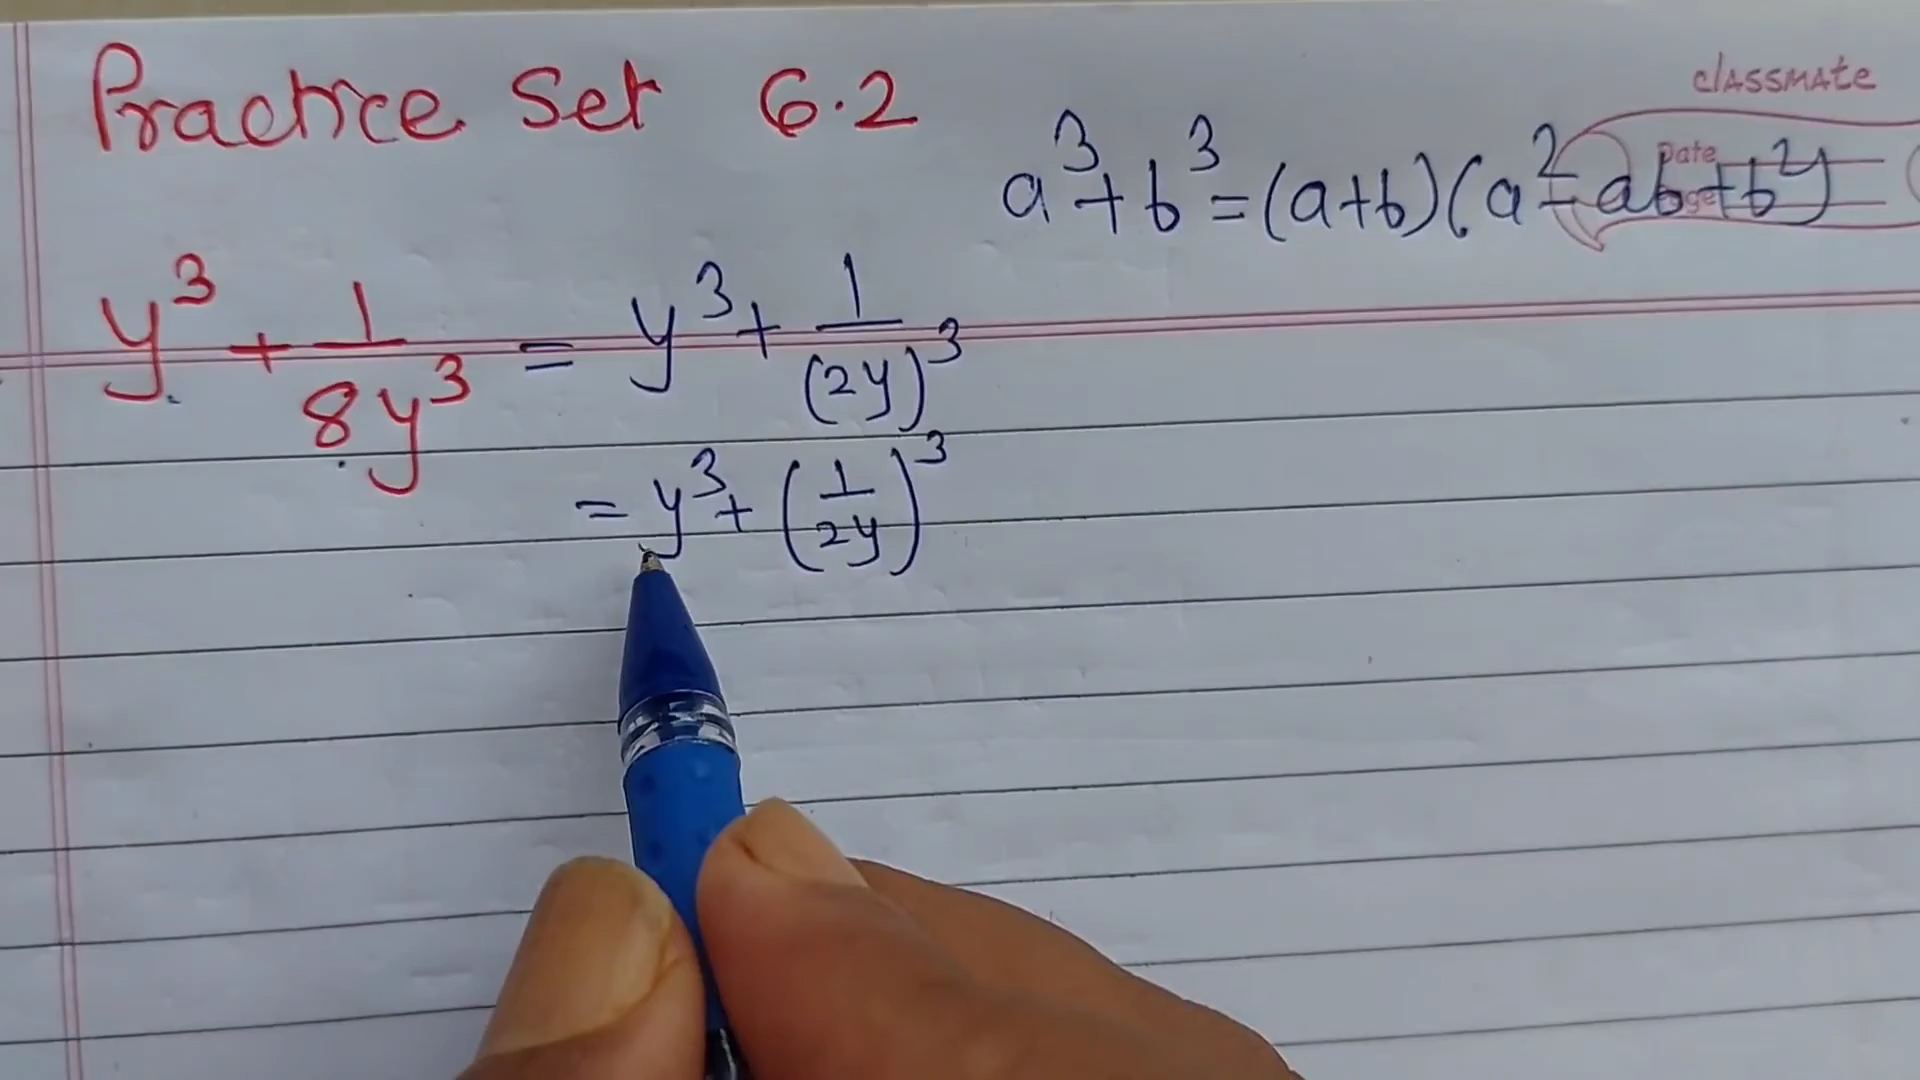 Practice Set 6.2
classmate
Date
a³+b³=(a+b)(a²-ab+b²)
y³ + 1/8y³ = y³ + 1/(2y)³
= y³ + (1/2y)³